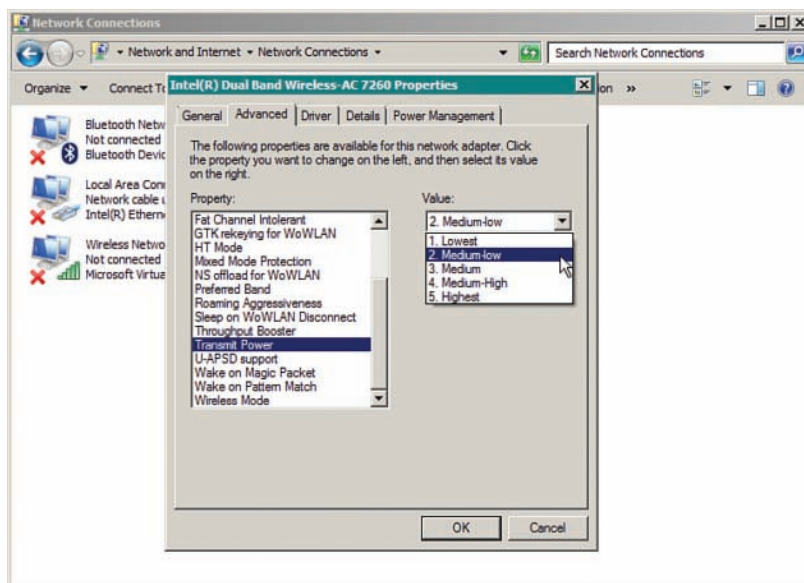 Network Connections
Network and Internet
Network Connections
Search Network Connections
Organize
Connect To
ion
»
Bluetooth Netw
Not connected
Bluetooth Devic
Local Area Con
Network cable u
Intel(R) Ethern
Wireless Netwo
Not connected
Microsoft Virtua
Intel(R) Dual Band Wireless-AC 7260 Properties
General
Advanced
Driver
Details
Power Management
The following properties are available for this network adapter. Click
the property you want to change on the left, and then select its value
on the right.
Property:
Fat Channel Intolerant
GTK rekeying for WoWLAN
HT Mode
Mixed Mode Protection
NS offload for WoWLAN
Preferred Band
Roaming Aggressiveness
Sleep on WoWLAN Disconnect
Throughput Booster
Transmit Power
U-APSD support
Wake on Magic Packet
Wake on Pattern Match
Wireless Mode
Value:
2. Medium-low
1. Lowest
2. Medium-low
3. Medium
4. Medium-High
5. Highest
OK
Cancel